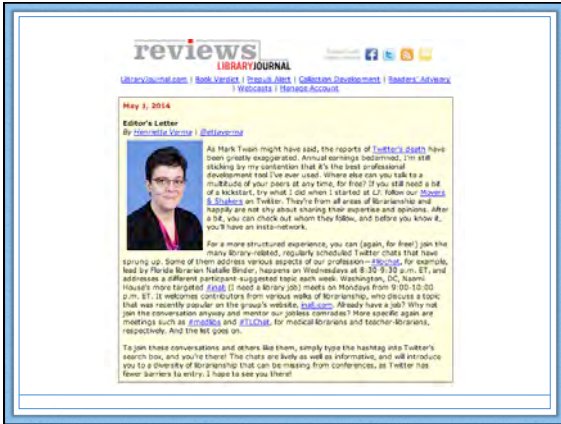 reviews
LIBRARYJOURNAL
LibraryJournal.com | Book Verdict | Prepub Alert | Collection Development | Readers' Advisory
| Webcasts | Manage Account
May 3, 2014
Editor's Letter
By Henrietta Verma | @ettaverma
As Mark Twain might have said, the reports of Twitter's death have
been greatly exaggerated. Annual earnings bedamned, I'm still
sticking by my contention that it's the best professional
development tool I've ever used. Where else can you talk to a
multitude of your peers at any time, for free? If you still need a bit
of a kickstart, try what I did when I started at LJ: follow our Movers
& Shakers on Twitter. They're from all areas of librarianship and
happily are not shy about sharing their expertise and opinions. After
a bit, you can check out whom they follow, and before you know it,
you'll have an insta-network.
For a more structured experience, you can (again, for free!) join the
many library-related, regularly scheduled Twitter chats that have
sprung up. Some of them address various aspects of our profession—#libchat, for example,
lead by Florida librarian Natalie Binder, happens on Wednesdays at 8:30-9:30 p.m. ET, and
addresses a different participant-suggested topic each week. Washington, DC, Naomi
House's more targeted #inalj (I need a library job) meets on Mondays from 9:00-10:00
p.m. ET. It welcomes contributors from various walks of librarianship, who discuss a topic
that was recently popular on the group's website, inalj.com. Already have a job? Why not
join the conversation anyway and mentor our jobless comrades? More specific again are
meetings such as #medlibs and #TLChat, for medical-librarians and teacher-librarians,
respectively. And the list goes on.
To join these conversations and others like them, simply type the hashtag into Twitter's
search box, and you're there! The chats are lively as well as informative, and will introduce
you to a diversity of librarianship that can be missing from conferences, as Twitter has
fewer barriers to entry. I hope to see you there!